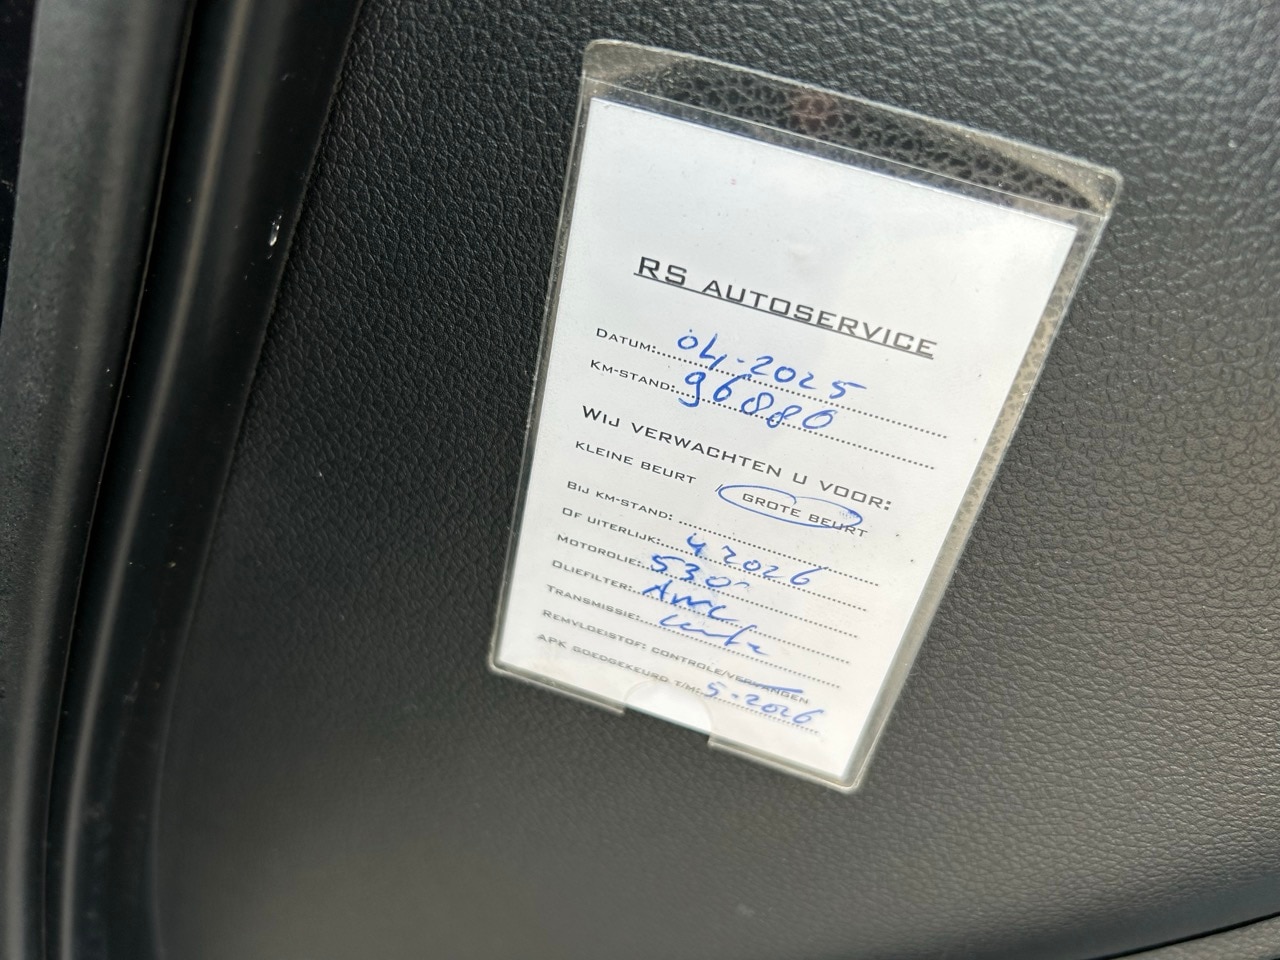 RS AUTOSERVICE
DATUM: 04-2025
KM-STAND: 96880
WIJ VERWACHTEN U VOOR:
KLEINE BEURT / GROTE BEURT
BIJ KM-STAND:
OF UITERLIJK: 4 2026
MOTOROLIE: 530
OLIEFILTER:
TRANSMISSIE:
REMVLOEISTOF: CONTROLE/VERVANGEN
APK GOEDGEKEURD T/M: 5-2026